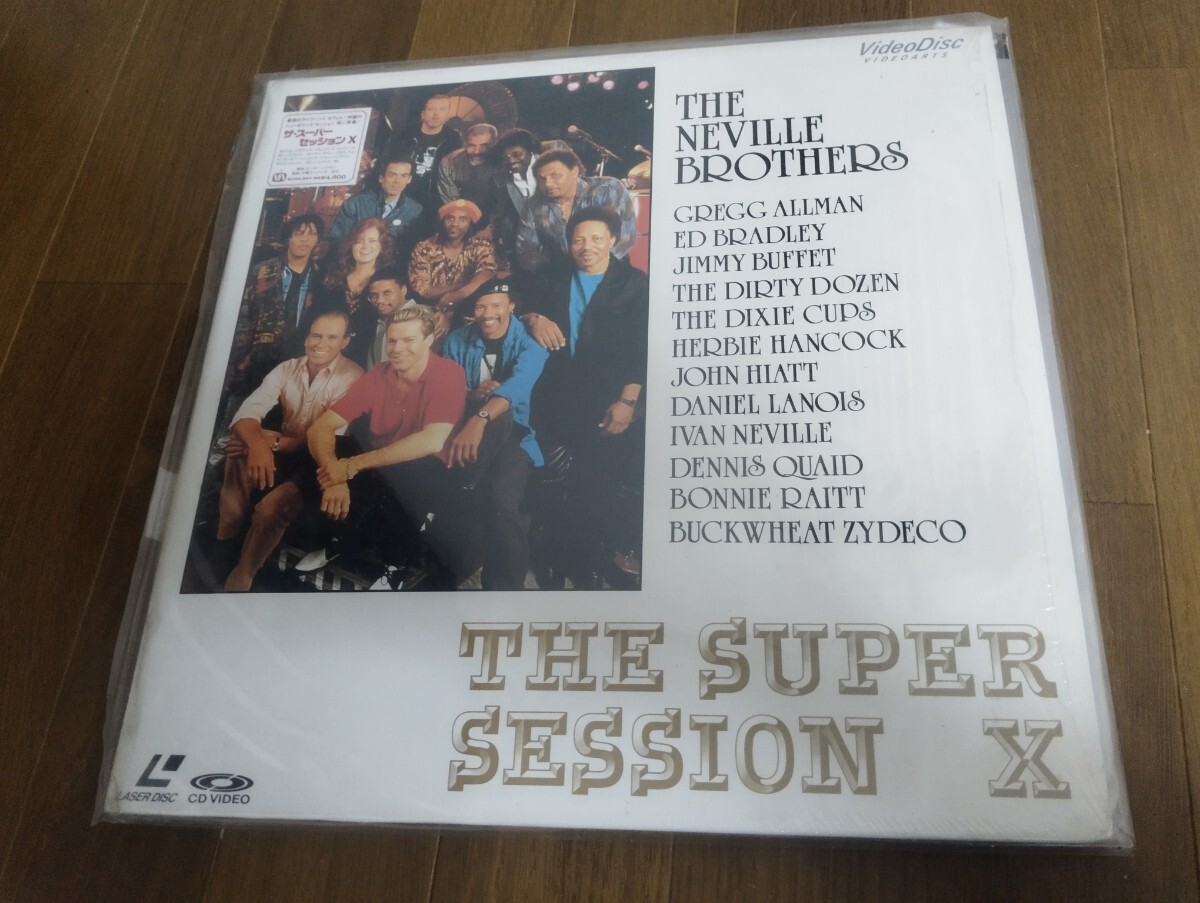 VideoDisc
VIDEOARTS
ザ・スーパー
セッション X
THE
NEVILLE
BROTHERS
GREGG ALLMAN
ED BRADLEY
JIMMY BUFFET
THE DIRTY DOZEN
THE DIXIE CUPS
HERBIE HANCOCK
JOHN HIATT
DANIEL LANOIS
IVAN NEVILLE
DENNIS QUAID
BONNIE RAITT
BUCKWHEAT ZYDECO
THE SUPER
SESSION X
LASER DISC
CD VIDEO